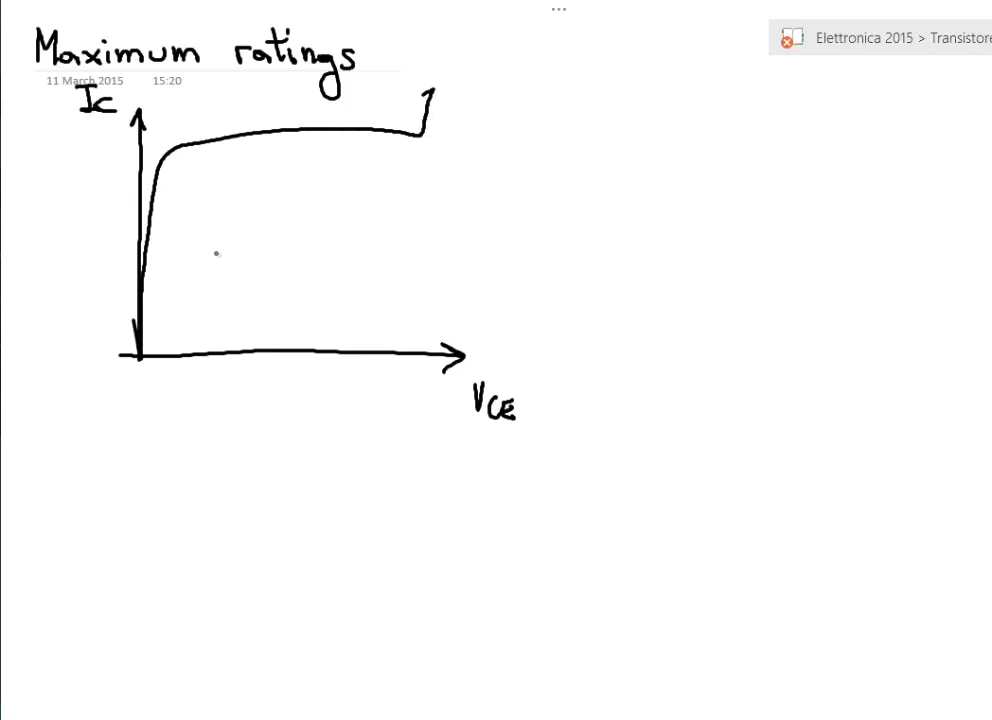 Elettronica 2015 > Transistore
Maximum ratings
11 March 2015 15:20
Ic
VCE